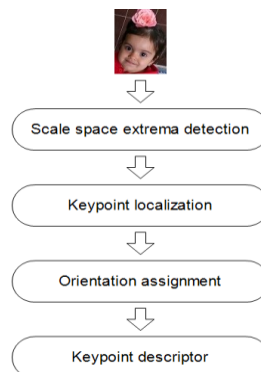 Scale space extrema detection
Keypoint localization
Orientation assignment
Keypoint descriptor